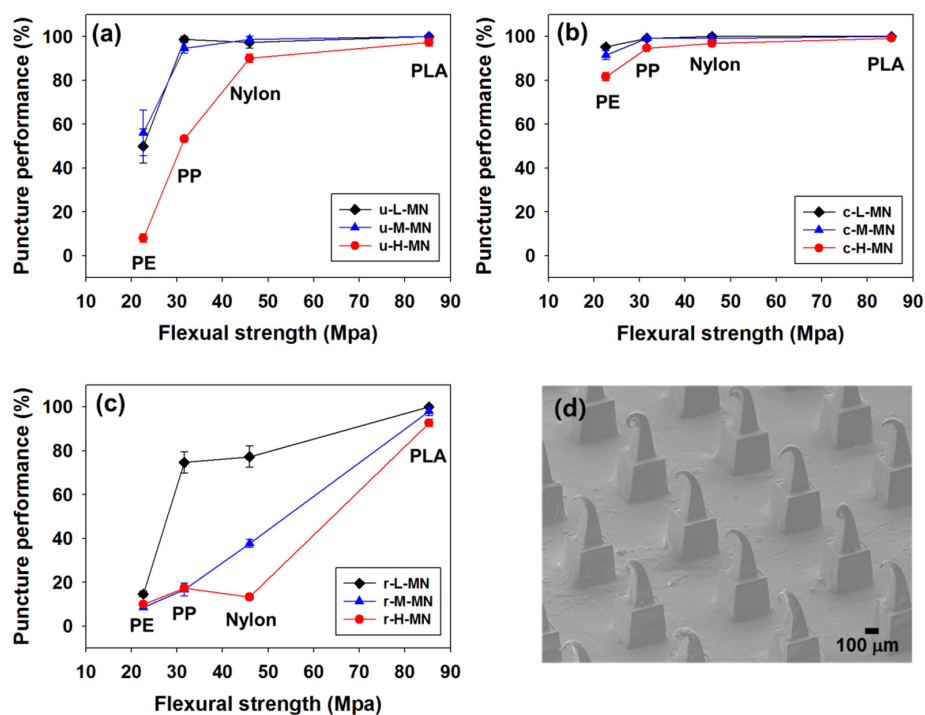 (a)
Puncture performance (%)
100
80
60
40
20
0
PE
PP
Nylon
PLA
u-L-MN
u-M-MN
u-H-MN
10 20 30 40 50 60 70 80 90
Flexual strength (Mpa)
(b)
Puncture performance (%)
100
80
60
40
20
0
PE
PP
Nylon
PLA
c-L-MN
c-M-MN
c-H-MN
10 20 30 40 50 60 70 80 90
Flexural strength (Mpa)
(c)
Puncture performance (%)
100
80
60
40
20
0
PE
PP
Nylon
PLA
r-L-MN
r-M-MN
r-H-MN
10 20 30 40 50 60 70 80 90
Flexural strength (Mpa)
(d)
100 μm